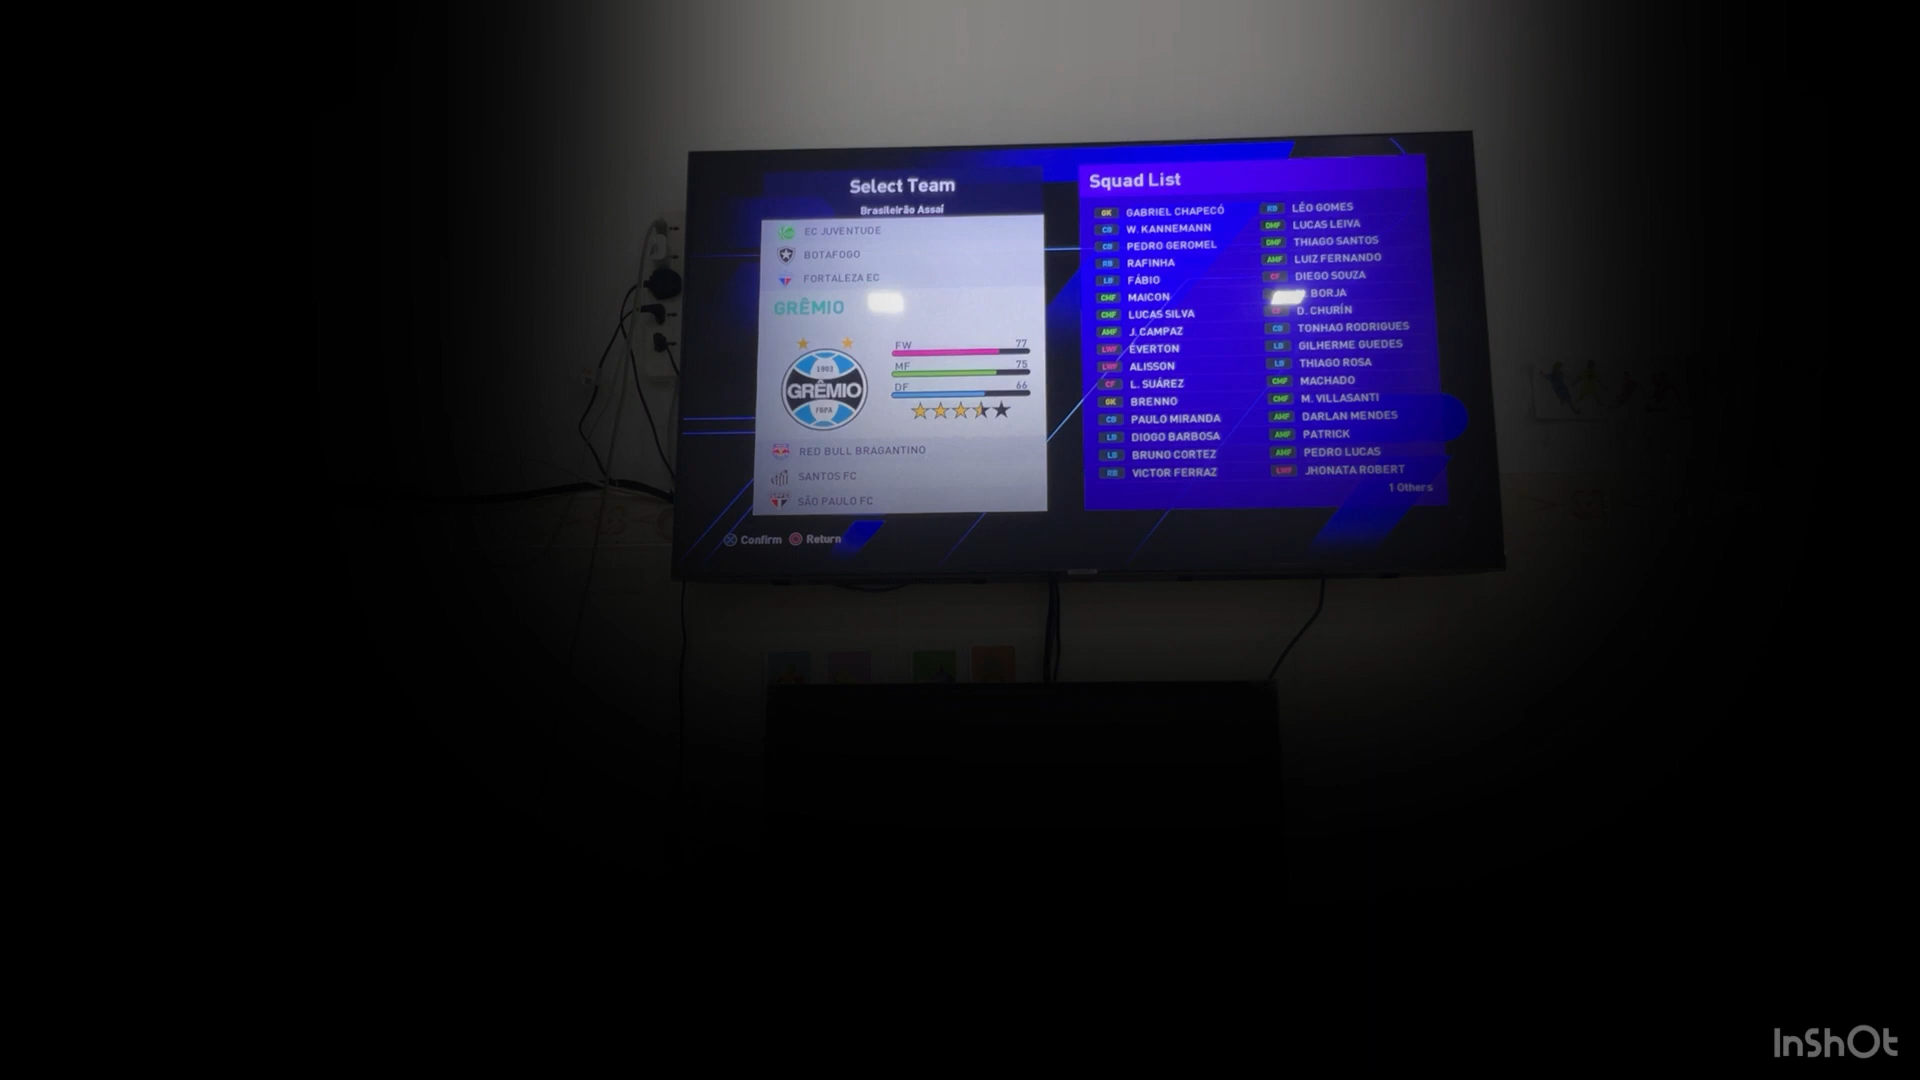 Select Team
Brasileirão Assaí
EC JUVENTUDE
BOTAFOGO
FORTALEZA EC
GRÊMIO
1903
GRÊMIO
FBPA
FW 77
MF 75
DF 66
RED BULL BRAGANTINO
SANTOS FC
SÃO PAULO FC
Confirm Return
Squad List
GK GABRIEL CHAPECÓ
CB W. KANNEMANN
CB PEDRO GEROMEL
RB RAFINHA
LB FÁBIO
CMF MAICON
CMF LUCAS SILVA
AMF J. CAMPAZ
LWF ÉVERTON
LWF ALISSON
CF L. SUÁREZ
GK BRENNO
CB PAULO MIRANDA
LB DIOGO BARBOSA
LB BRUNO CORTEZ
RB VICTOR FERRAZ
RB LÉO GOMES
DMF LUCAS LEIVA
DMF THIAGO SANTOS
AMF LUIZ FERNANDO
CF DIEGO SOUZA
BORJA
CF D. CHURÍN
CB TONHAO RODRIGUES
LB GILHERME GUEDES
LB THIAGO ROSA
CMF MACHADO
CMF M. VILLASANTI
AMF DARLAN MENDES
AMF PATRICK
AMF PEDRO LUCAS
LWF JHONATA ROBERT
1 Others
InShOt